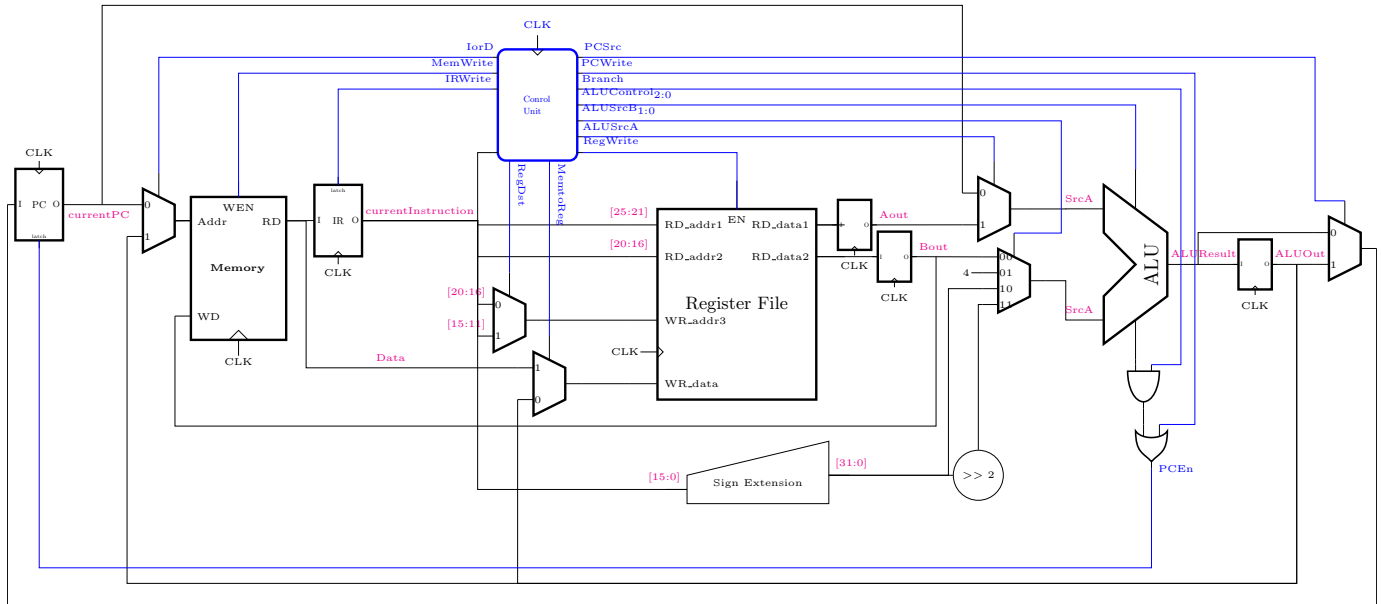 CLK
IorD
PCSrc
MemWrite
PCWrite
IRWrite
Branch
ALUControl2:0
Conrol
Unit
ALUSrcB1:0
ALUSrcA
RegWrite
CLK
RegDst
MemtoReg
latch
I PC O
latch
currentPC
0
1
WEN
Addr
RD
Memory
WD
CLK
latch
I IR O
CLK
currentInstruction
[25:21]
[20:16]
[20:16]
[15:11]
0
1
Data
1
0
EN
RD_addr1
RD_data1
RD_addr2
RD_data2
Register File
WR_addr3
CLK
WR_data
I O
CLK
Aout
I O
CLK
Bout
0
1
SrcA
00
4
01
10
11
SrcA
ALU
ALUResult
I O
CLK
ALUOut
0
1
PCEn
[15:0]
Sign Extension
[31:0]
>> 2